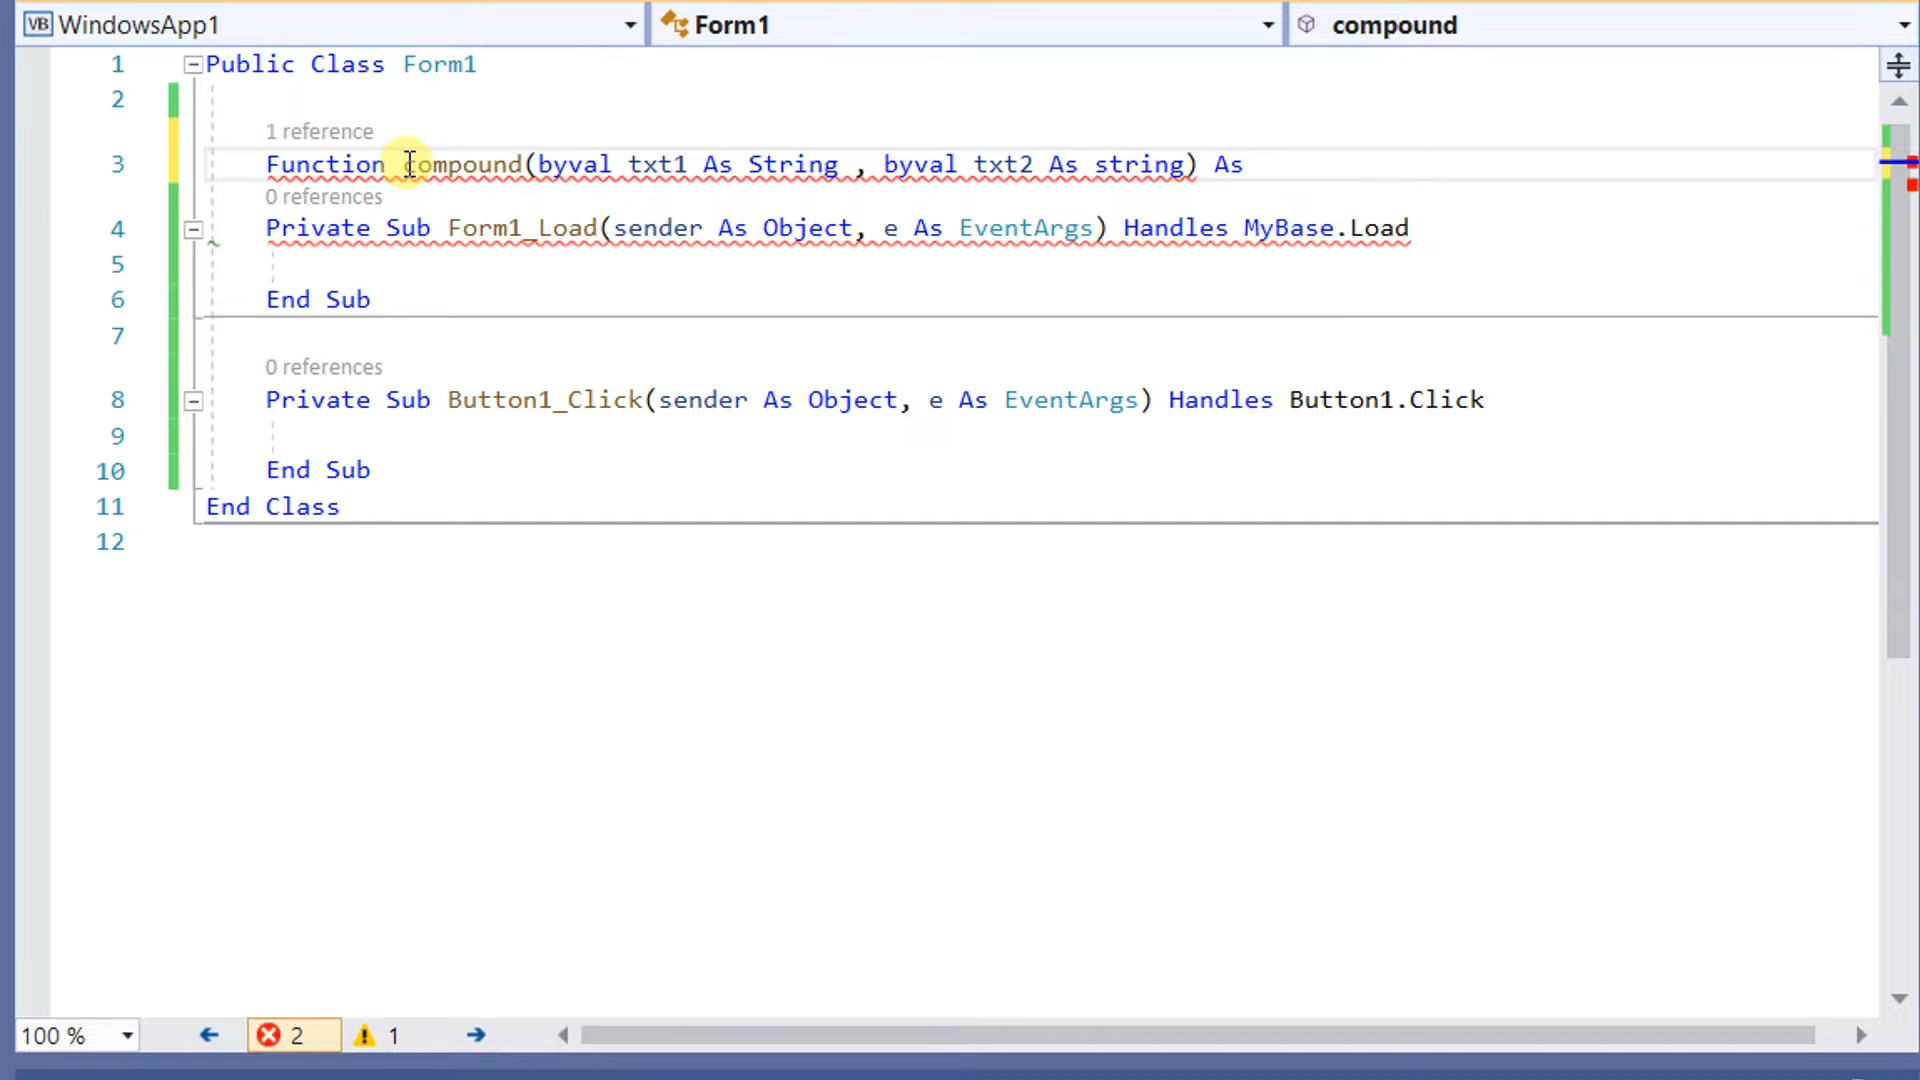 VB WindowsApp1 Form1 compound
1 Public Class Form1
2
1 reference
3 Function compound(byval txt1 As String , byval txt2 As string) As
0 references
4 Private Sub Form1_Load(sender As Object, e As EventArgs) Handles MyBase.Load
5
6 End Sub
7
0 references
8 Private Sub Button1_Click(sender As Object, e As EventArgs) Handles Button1.Click
9
10 End Sub
11 End Class
12
100 % 2 1